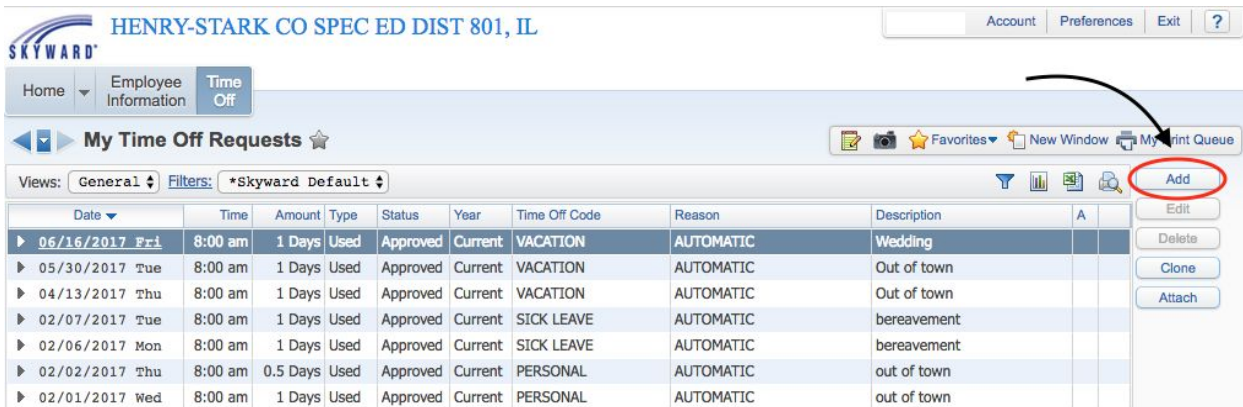 HENRY-STARK CO SPEC ED DIST 801, IL
Account Preferences Exit ?
SKYWARD
Home Employee Information Time Off
My Time Off Requests
Favorites New Window My Print Queue
Views: General Filters: *Skyward Default
Add
Date Time Amount Type Status Year Time Off Code Reason Description A
Edit
06/16/2017 Fri 8:00 am 1 Days Used Approved Current VACATION AUTOMATIC Wedding
Delete
05/30/2017 Tue 8:00 am 1 Days Used Approved Current VACATION AUTOMATIC Out of town
Clone
04/13/2017 Thu 8:00 am 1 Days Used Approved Current VACATION AUTOMATIC Out of town
Attach
02/07/2017 Tue 8:00 am 1 Days Used Approved Current SICK LEAVE AUTOMATIC bereavement
02/06/2017 Mon 8:00 am 1 Days Used Approved Current SICK LEAVE AUTOMATIC bereavement
02/02/2017 Thu 8:00 am 0.5 Days Used Approved Current PERSONAL AUTOMATIC out of town
02/01/2017 Wed 8:00 am 1 Days Used Approved Current PERSONAL AUTOMATIC out of town